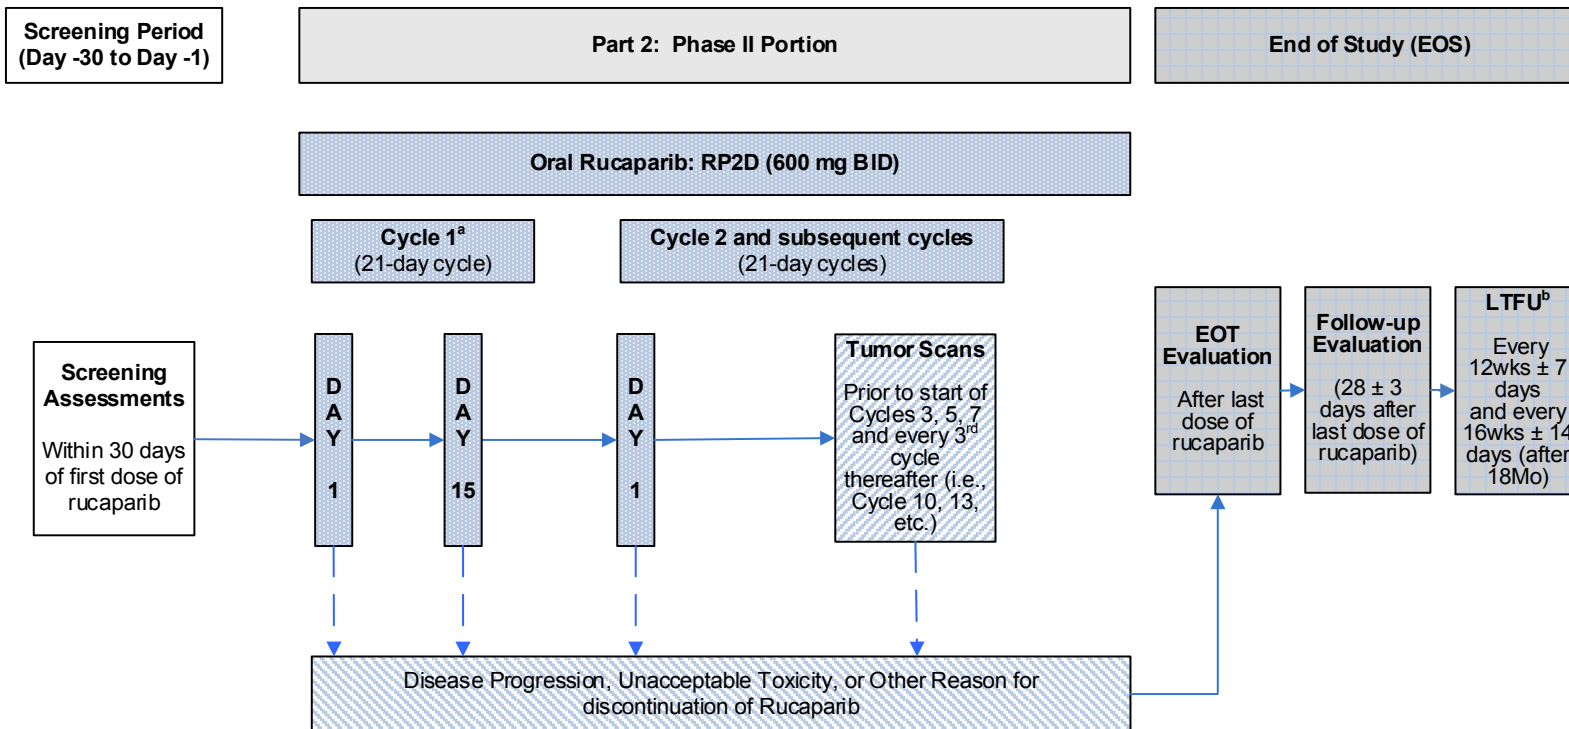 Screening Period
(Day -30 to Day -1)
Part 2: Phase II Portion
End of Study (EOS)
Oral Rucaparib: RP2D (600 mg BID)
Cycle 1a
(21-day cycle)
Cycle 2 and subsequent cycles
(21-day cycles)
Screening
Assessments
Within 30 days
of first dose of
rucaparib
D
A
Y
1
D
A
Y
15
D
A
Y
1
Tumor Scans
Prior to start of
Cycles 3, 5, 7
and every 3rd
cycle
thereafter (i.e.,
Cycle 10, 13,
etc.)
EOT
Evaluation
After last
dose of
rucaparib
Follow-up
Evaluation
(28 ± 3
days after
last dose of
rucaparib)
LTFUb
Every
12wks ± 7
days
and every
16wks ± 14
days (after
18Mo)
Disease Progression, Unacceptable Toxicity, or Other Reason for
discontinuation of Rucaparib